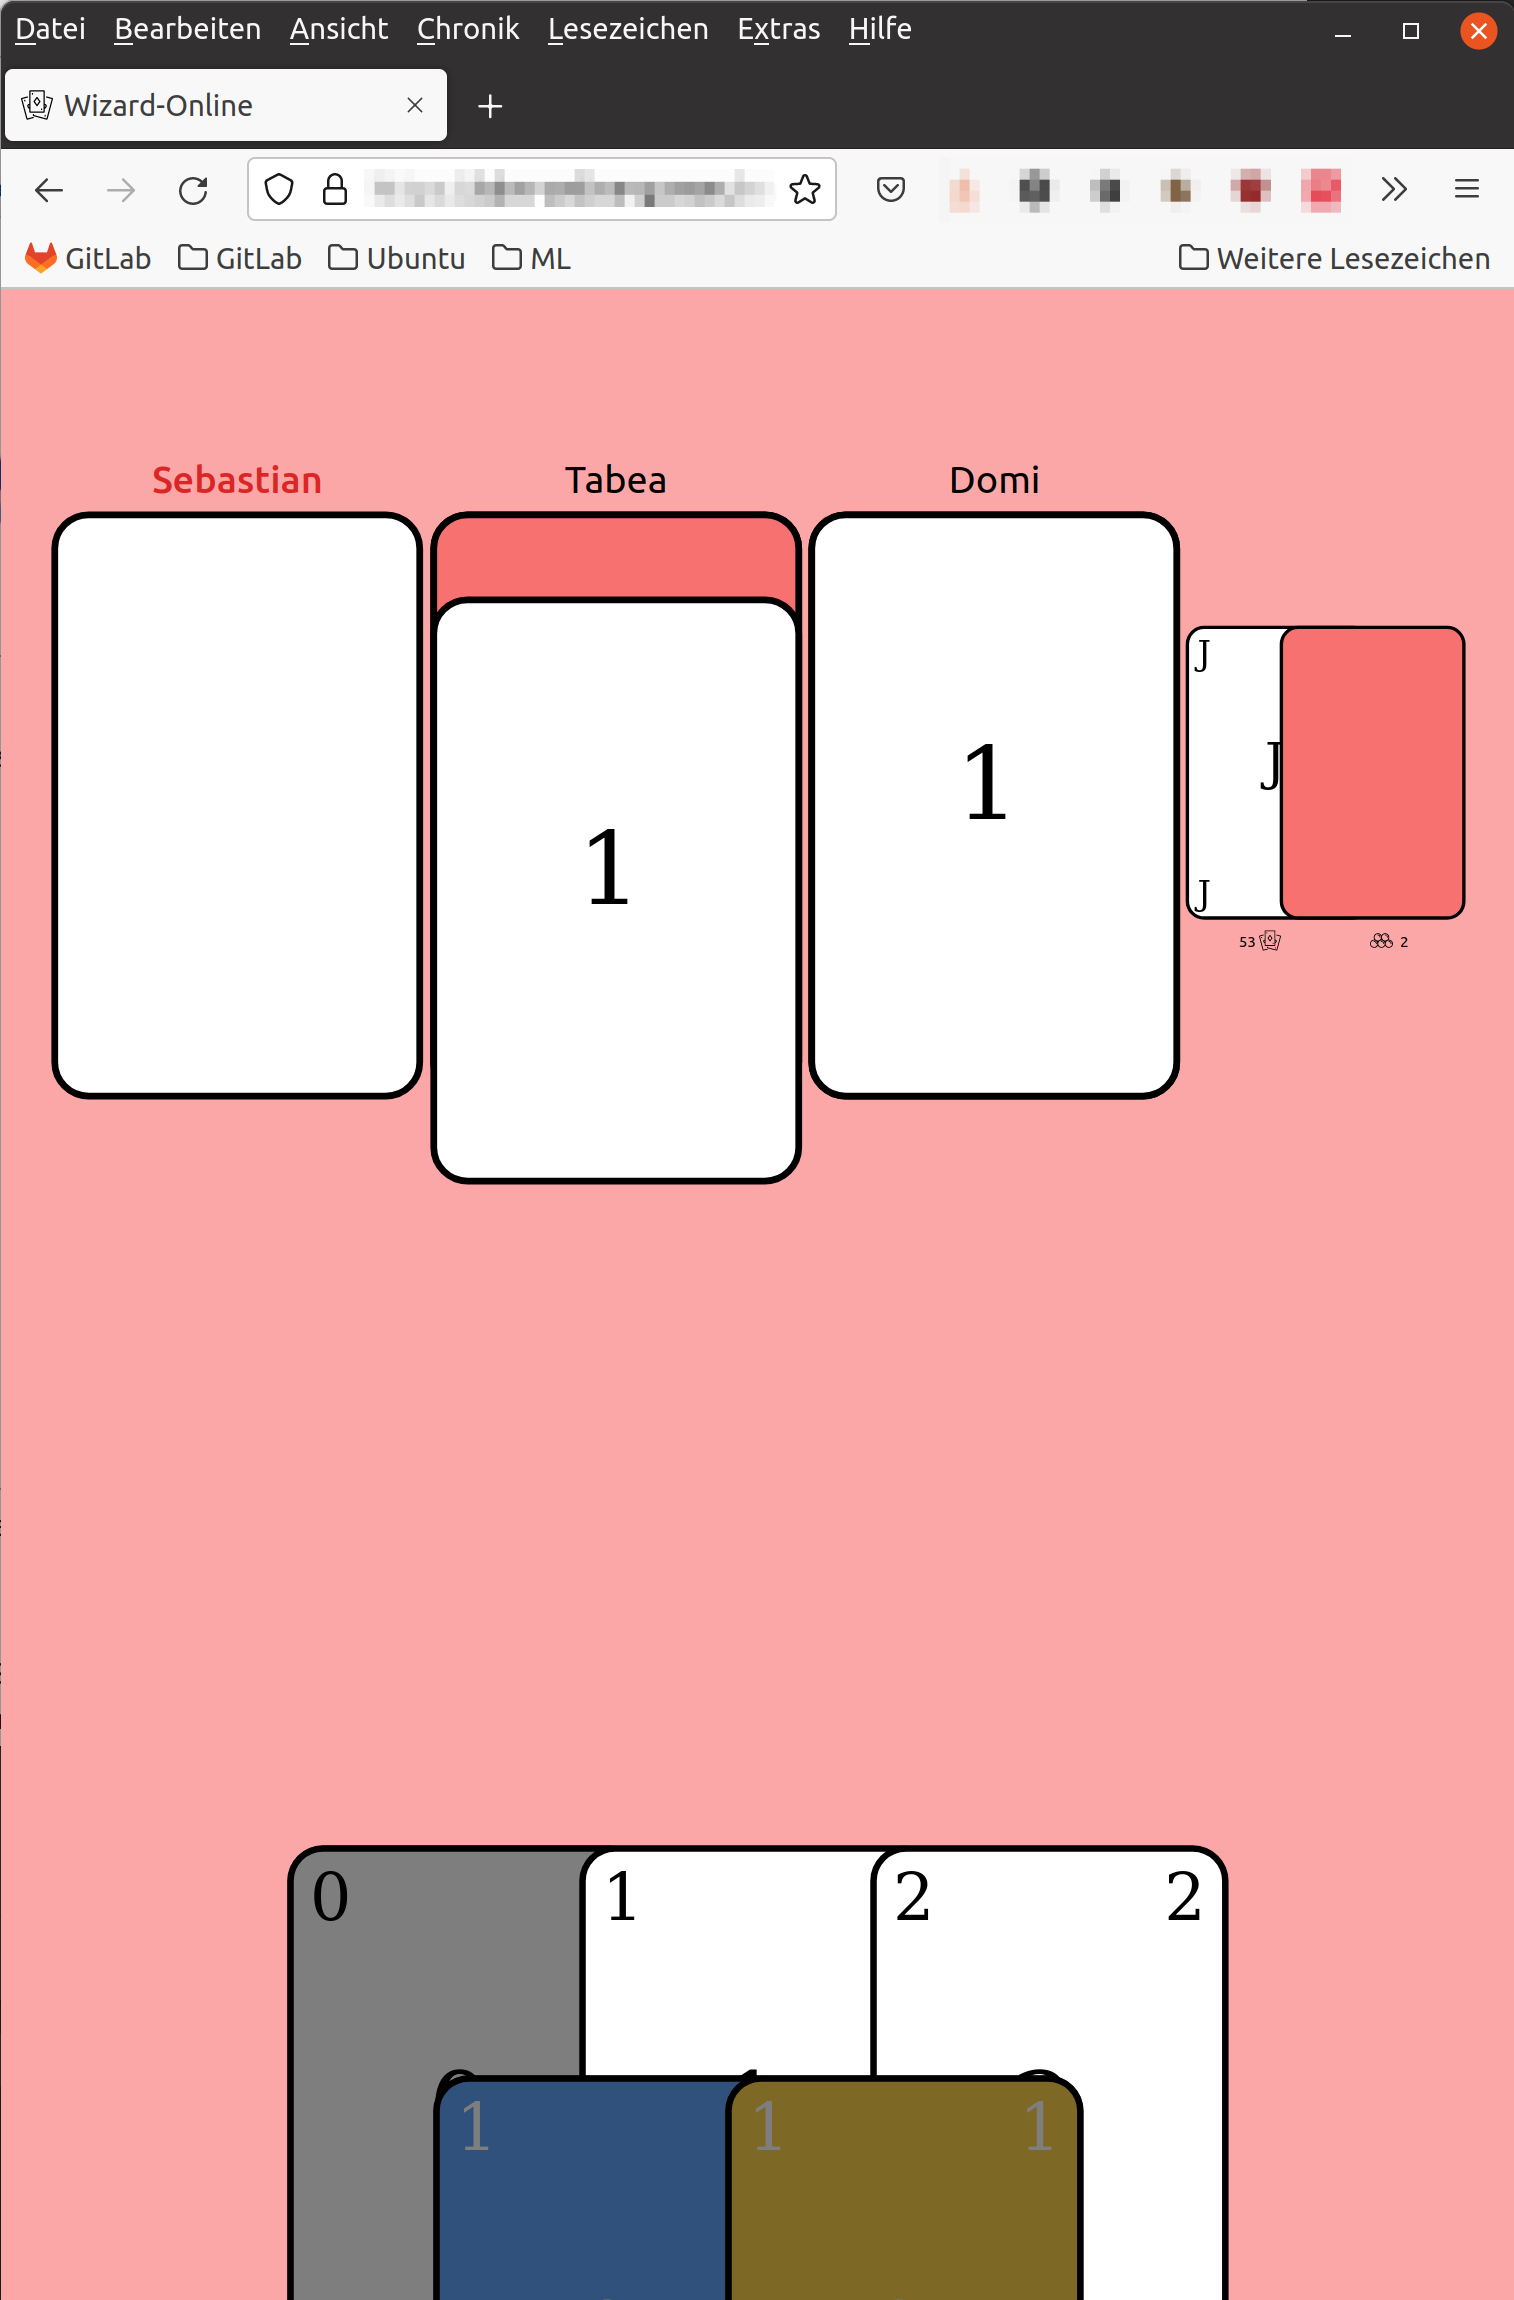 Datei Bearbeiten Ansicht Chronik Lesezeichen Extras Hilfe
Wizard-Online
GitLab GitLab Ubuntu ML Weitere Lesezeichen
Sebastian Tabea Domi
J
1
J
1
J
53 2
0 1 2 2
1 1 1